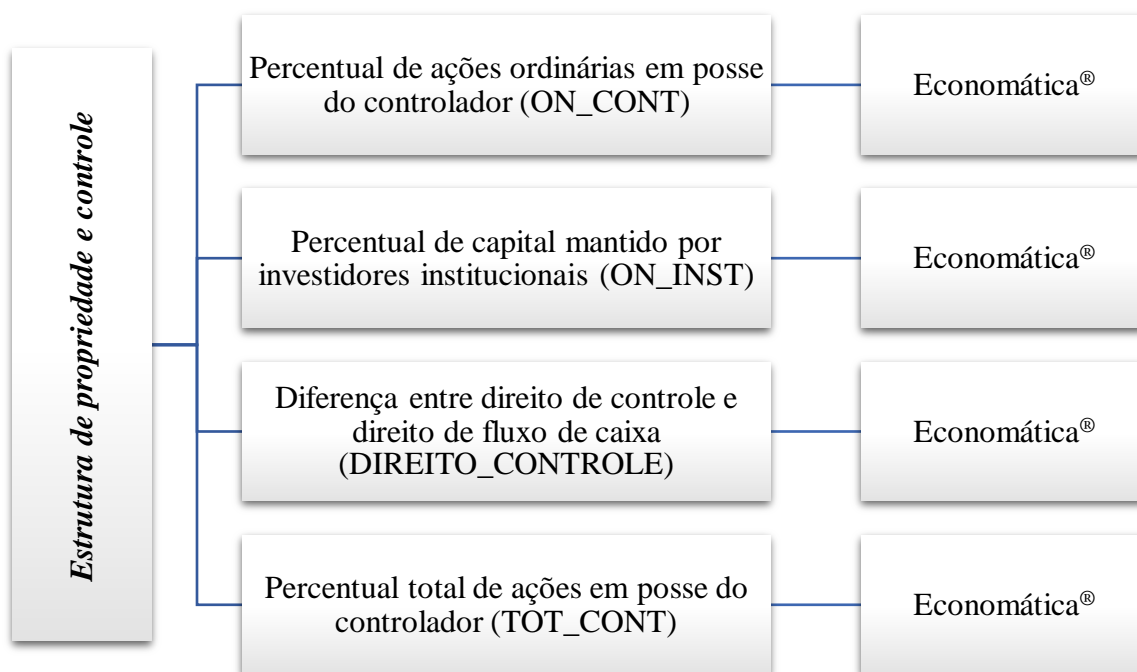 Estrutura de propriedade e controle
Percentual de ações ordinárias em posse
do controlador (ON_CONT)
Economática®
Percentual de capital mantido por
investidores institucionais (ON_INST)
Economática®
Diferença entre direito de controle e
direito de fluxo de caixa
(DIREITO_CONTROLE)
Economática®
Percentual total de ações em posse do
controlador (TOT_CONT)
Economática®